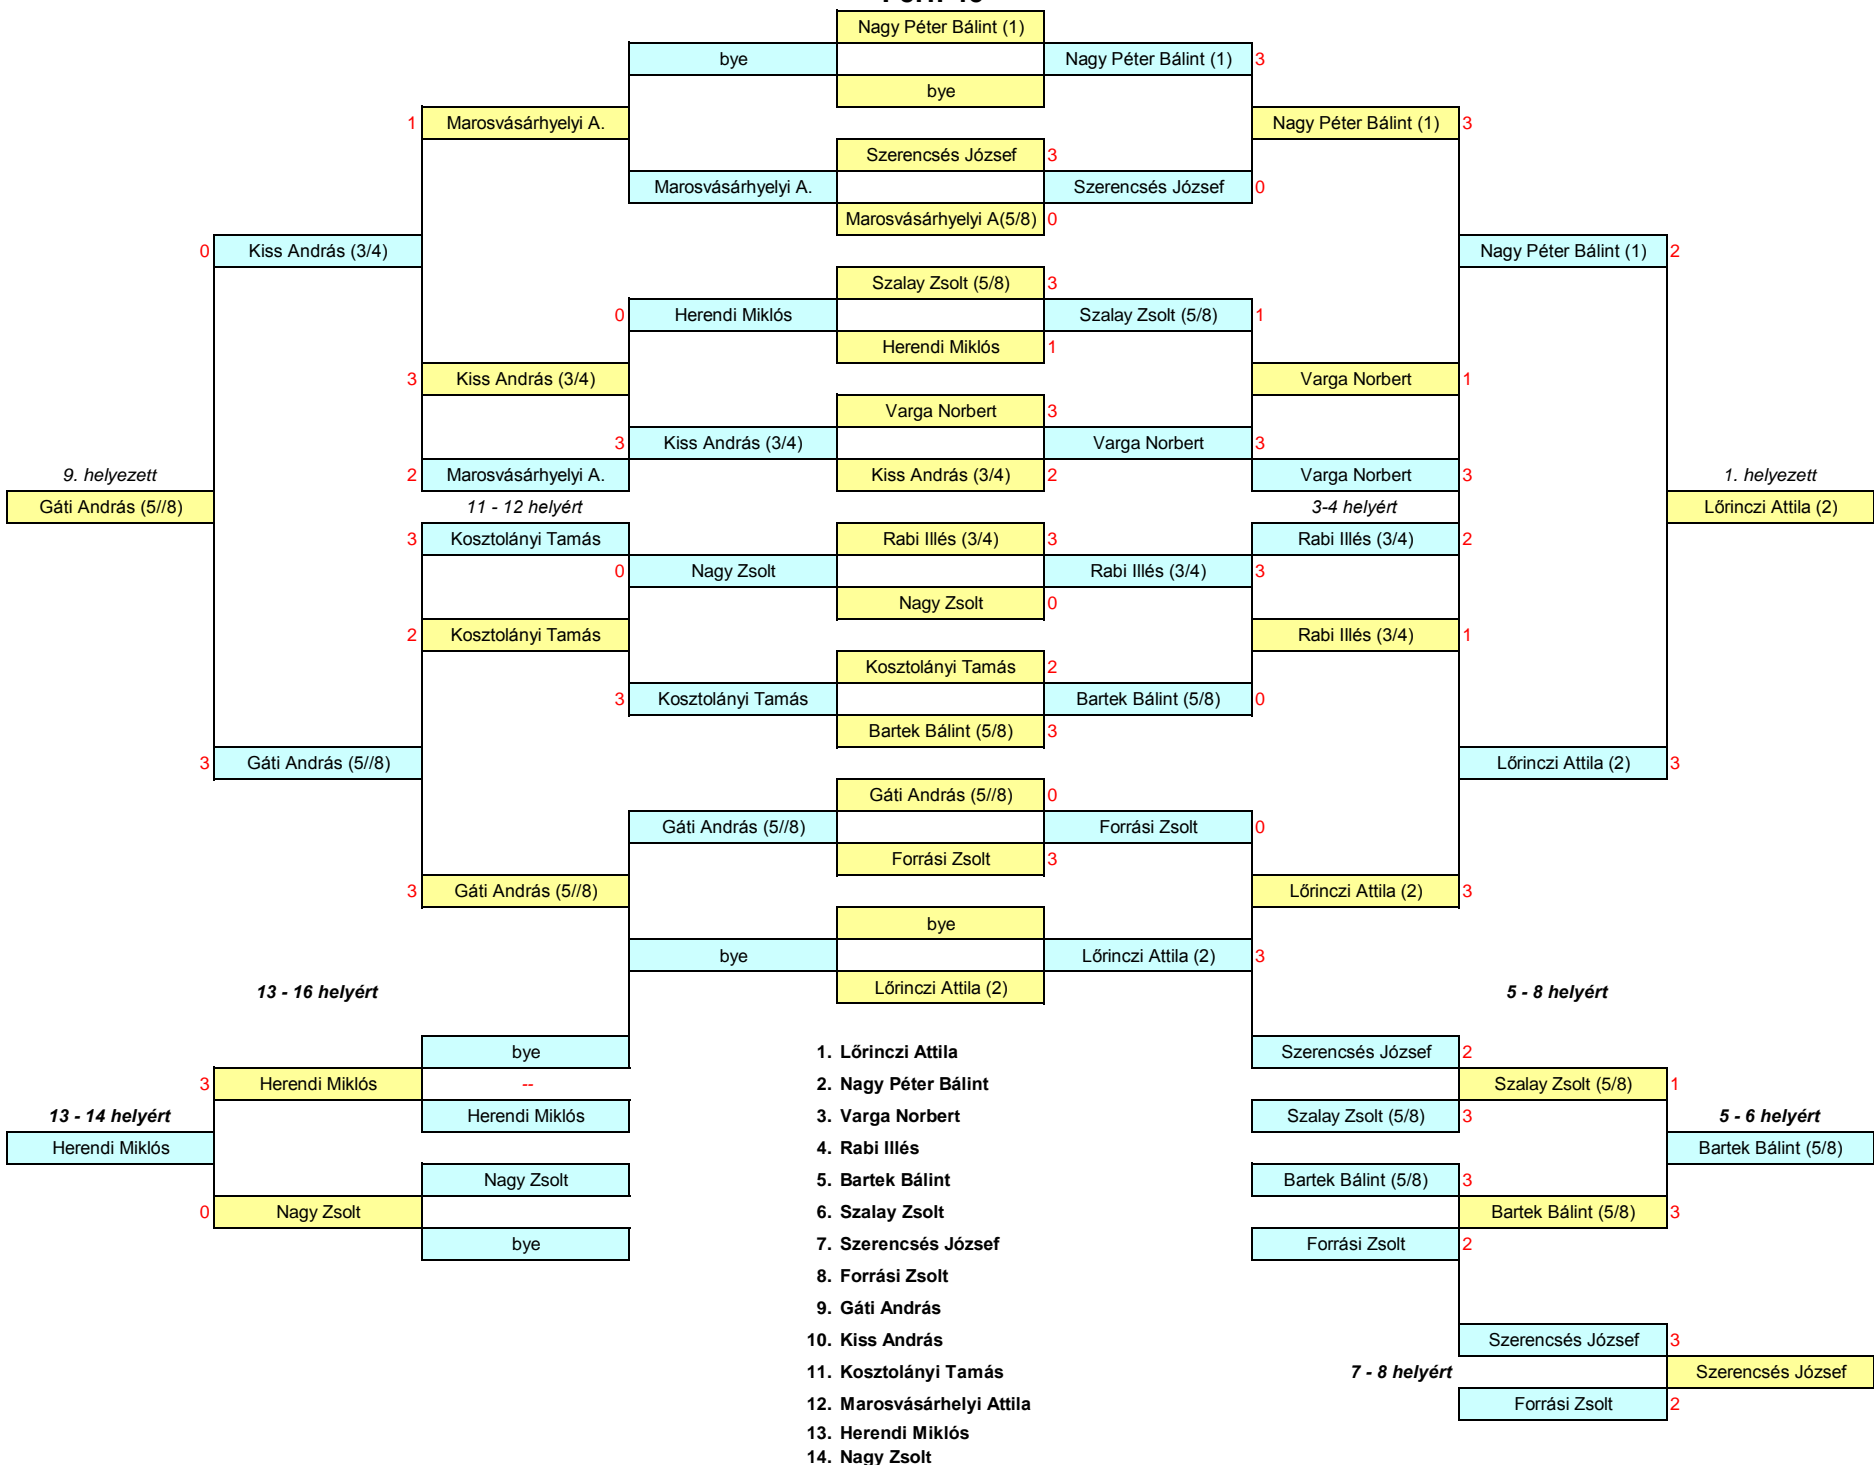 Nagy Péter Bálint (1)
bye Nagy Péter Bálint (1) 3
bye
1 Marosvásárhyelyi A. Nagy Péter Bálint (1) 3
Szerencsés József 3
Marosvásárhyelyi A. Szerencsés József 0
Marosvásárhyelyi A(5/8) 0
0 Kiss András (3/4) Nagy Péter Bálint (1) 2
Szalay Zsolt (5/8) 3
0 Herendi Miklós Szalay Zsolt (5/8) 1
Herendi Miklós 1
3 Kiss András (3/4) Varga Norbert 1
Varga Norbert 3
3 Kiss András (3/4) Varga Norbert 3
9. helyezett 2 Marosvásárhyelyi A. Kiss András (3/4) 2 Varga Norbert 3 1. helyezett
Gáti András (5//8) 11 - 12 helyért 3-4 helyért Lőrinczi Attila (2)
3 Kosztolányi Tamás Rabi Illés (3/4) 3 Rabi Illés (3/4) 2
0 Nagy Zsolt Rabi Illés (3/4) 3
Nagy Zsolt 0
2 Kosztolányi Tamás Rabi Illés (3/4) 1
Kosztolányi Tamás 2
3 Kosztolányi Tamás Bartek Bálint (5/8) 0
Bartek Bálint (5/8) 3
3 Gáti András (5//8) Lőrinczi Attila (2) 3
Gáti András (5//8) 0
Gáti András (5//8) Forrási Zsolt 0
Forrási Zsolt 3
3 Gáti András (5//8) Lőrinczi Attila (2) 3
bye
bye Lőrinczi Attila (2) 3
13 - 16 helyért Lőrinczi Attila (2) 5 - 8 helyért
bye 1. Lőrinczi Attila Szerencsés József 2
3 Herendi Miklós -- 2. Nagy Péter Bálint Szalay Zsolt (5/8) 1
13 - 14 helyért Herendi Miklós 3. Varga Norbert Szalay Zsolt (5/8) 3 5 - 6 helyért
Herendi Miklós 4. Rabi Illés Bartek Bálint (5/8)
Nagy Zsolt 5. Bartek Bálint Bartek Bálint (5/8) 3
0 Nagy Zsolt 6. Szalay Zsolt Bartek Bálint (5/8) 3
bye 7. Szerencsés József Forrási Zsolt 2
8. Forrási Zsolt
9. Gáti András
10. Kiss András Szerencsés József 3
11. Kosztolányi Tamás 7 - 8 helyért Szerencsés József
12. Marosvásárhelyi Attila Forrási Zsolt 2
13. Herendi Miklós
14. Nagy Zsolt